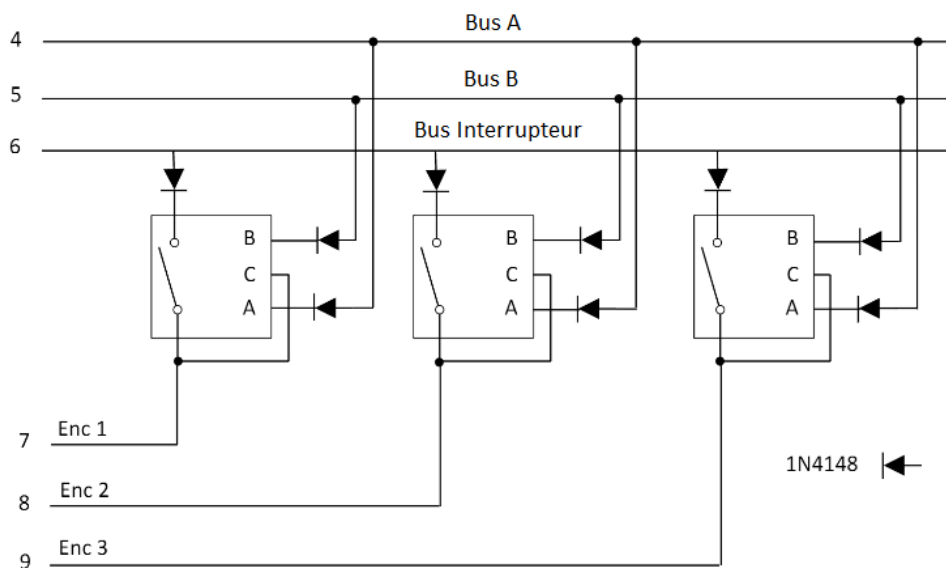 4 Bus A
5 Bus B
6 Bus Interrupteur
B B B
C C C
A A A
7 Enc 1
1N4148
8 Enc 2
9 Enc 3